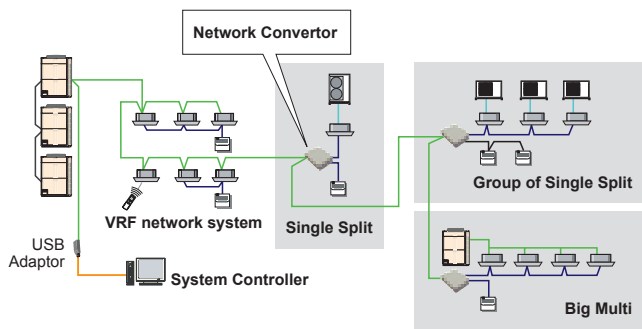 Network Convertor
VRF network system
Single Split
Group of Single Split
USB
Adaptor
System Controller
Big Multi